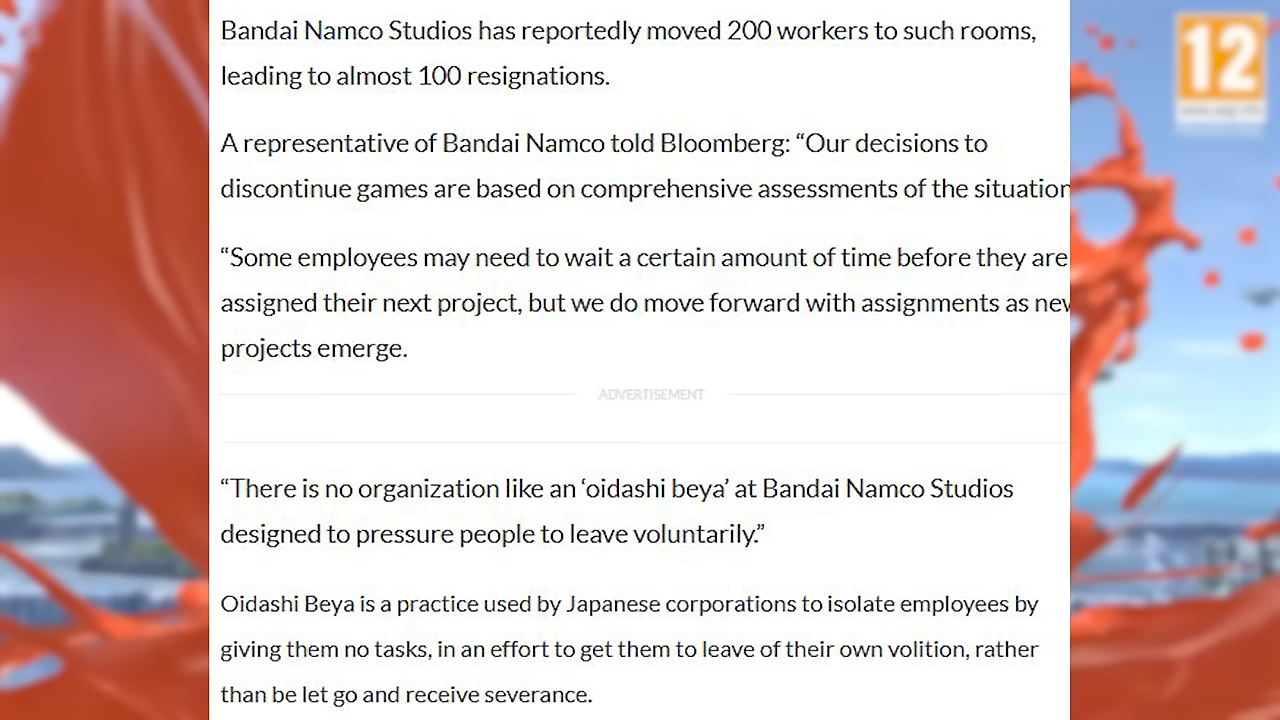 Bandai Namco Studios has reportedly moved 200 workers to such rooms,
leading to almost 100 resignations.
A representative of Bandai Namco told Bloomberg: “Our decisions to
discontinue games are based on comprehensive assessments of the situation
“Some employees may need to wait a certain amount of time before they are
assigned their next project, but we do move forward with assignments as
projects emerge.
ADVERTISEMENT
“There is no organization like an ‘oidashi beya’ at Bandai Namco Studios
designed to pressure people to leave voluntarily.”
Oidashi Beya is a practice used by Japanese corporations to isolate employees by
giving them no tasks, in an effort to get them to leave of their own volition, rather
than be let go and receive severance.
12